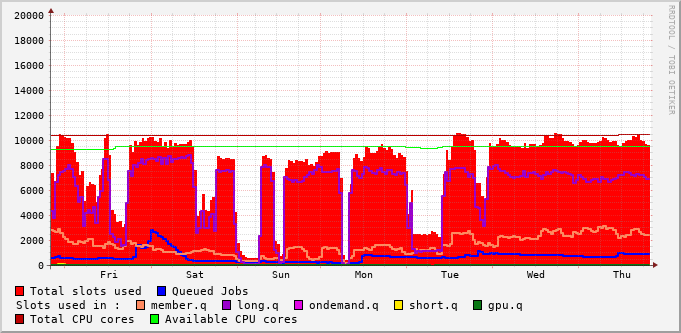 20000
18000
16000
14000
12000
10000
8000
6000
4000
2000
0
Fri Sat Sun Mon Tue Wed Thu
Total slots used Queued Jobs
Slots used in : member.q long.q ondemand.q short.q gpu.q
Total CPU cores Available CPU cores
RRDTOOL / TOBI OETIKER